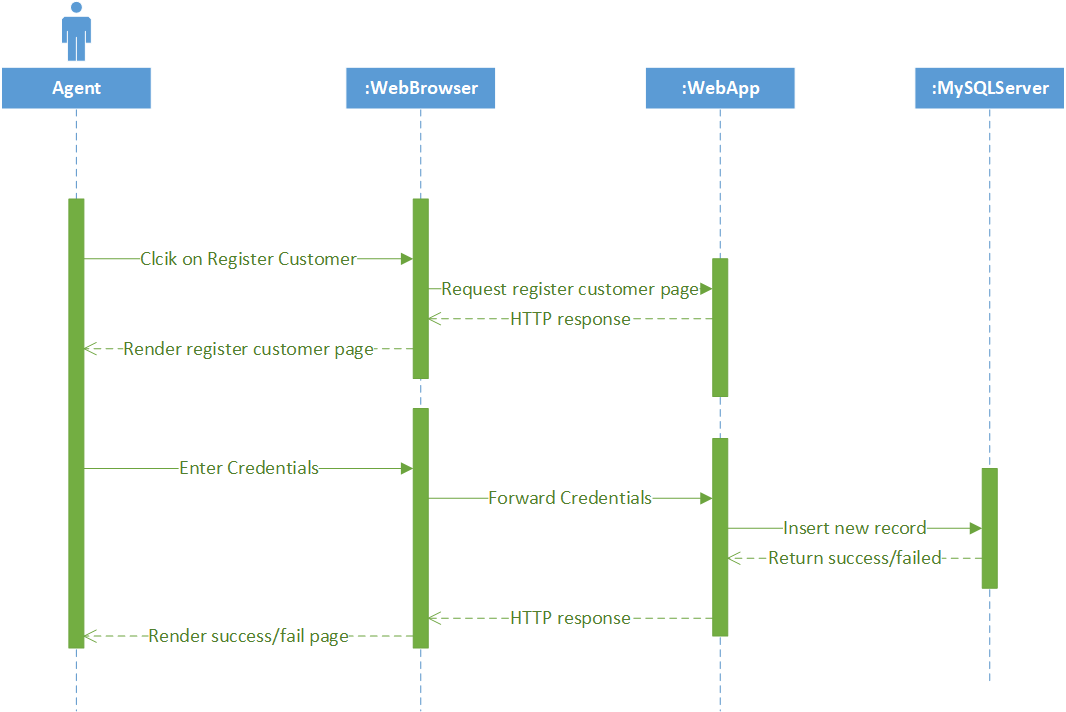 Agent
:WebBrowser
:WebApp
:MySQLServer
Clcik on Register Customer
Request register customer page
HTTP response
Render register customer page
Enter Credentials
Forward Credentials
Insert new record
Return success/failed
HTTP response
Render success/fail page